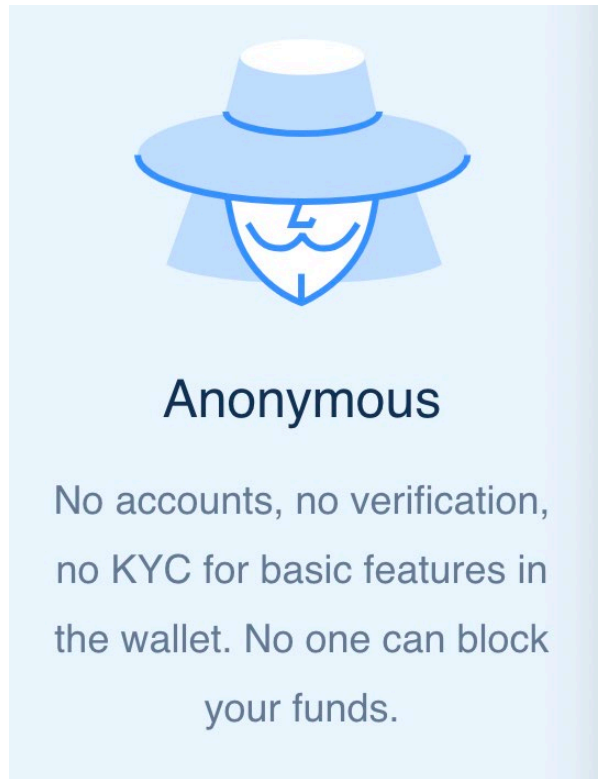 Anonymous
No accounts, no verification,
no KYC for basic features in
the wallet. No one can block
your funds.